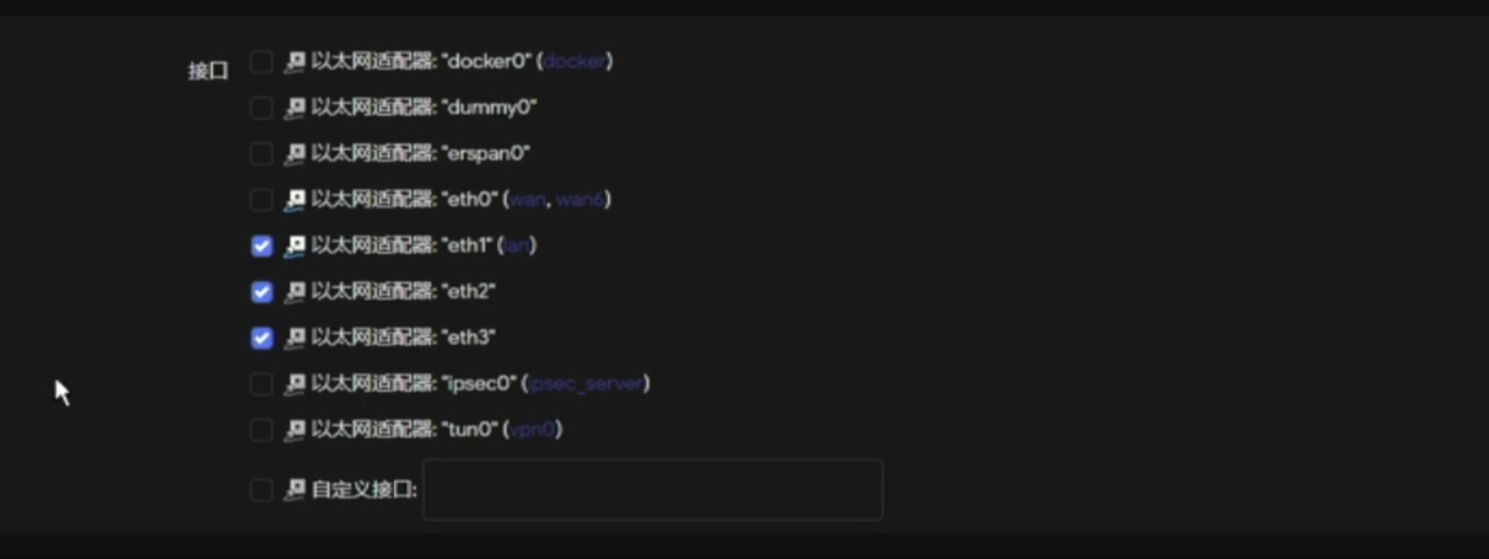 接口
以太网适配器: "docker0" (docker)
以太网适配器: "dummy0"
以太网适配器: "erspan0"
以太网适配器: "eth0" (wan, wan6)
以太网适配器: "eth1" (lan)
以太网适配器: "eth2"
以太网适配器: "eth3"
以太网适配器: "ipsec0" (ipsec_server)
以太网适配器: "tun0" (vpn0)
自定义接口: